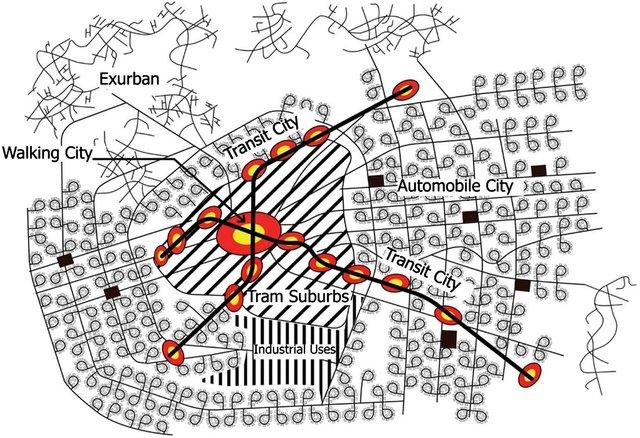 Exurban
Transit City
Walking City
Automobile City
Transit City
Tram Suburbs
Industrial Uses